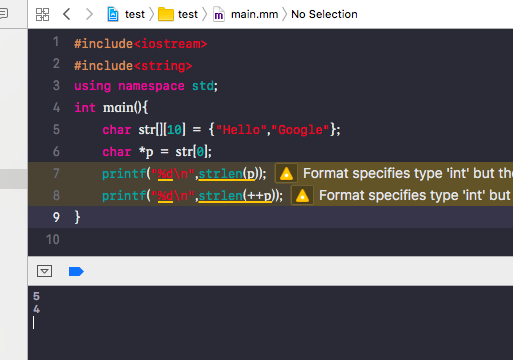 test test main.mm No Selection
1 #include<iostream>
2 #include<string>
3 using namespace std;
4 int main(){
5 char str[][10] = {"Hello","Google"};
6 char *p = str[0];
7 printf("%d\n",strlen(p)); Format specifies type 'int' but the
8 printf("%d\n",strlen(++p)); Format specifies type 'int' but
9 }
10
5
4